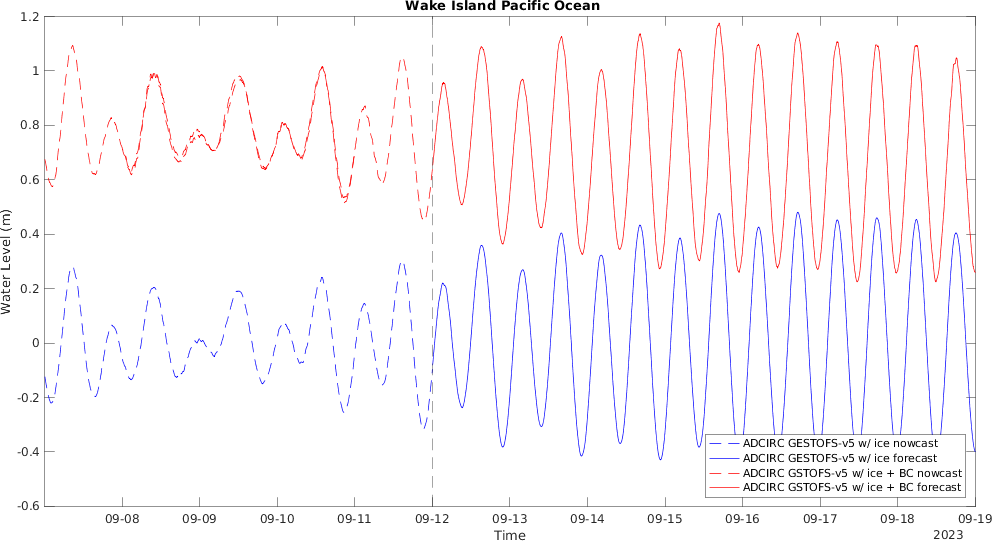 Wake Island Pacific Ocean
1.2
1
0.8
0.6
0.4
0.2
0
-0.2
-0.4
-0.6
Water Level (m)
ADCIRC GESTOFS-v5 w/ ice nowcast
ADCIRC GESTOFS-v5 w/ ice forecast
ADCIRC GSTOFS-v5 w/ ice + BC nowcast
ADCIRC GSTOFS-v5 w/ ice + BC forecast
09-08 09-09 09-10 09-11 09-12 09-13 09-14 09-15 09-16 09-17 09-18 09-19
Time
2023